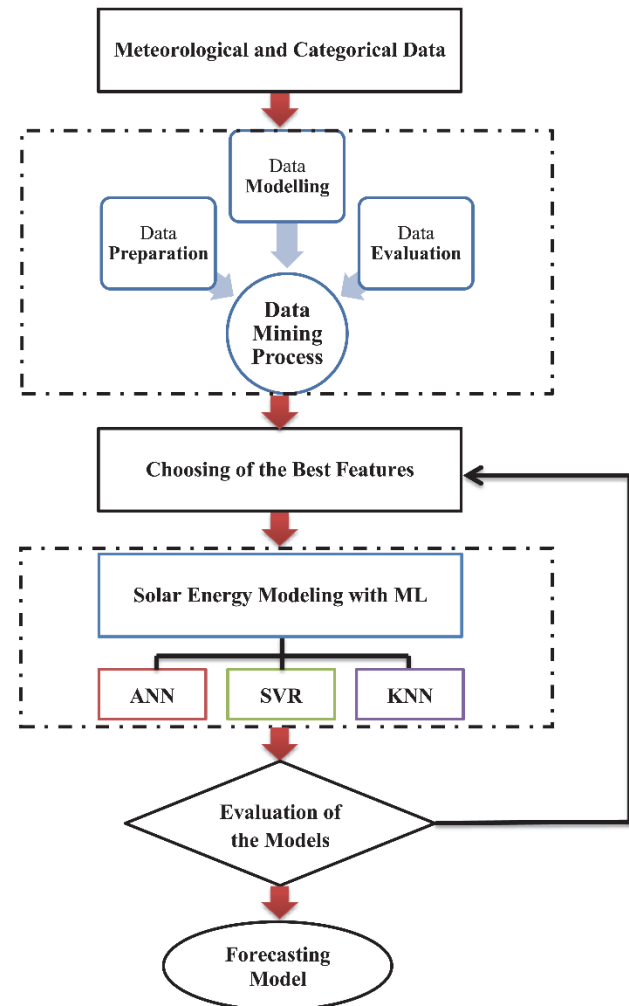 Meteorological and Categorical Data
Data
Modelling
Data
Preparation
Data
Evaluation
Data
Mining
Process
Choosing of the Best Features
Solar Energy Modeling with ML
ANN
SVR
KNN
Evaluation of
the Models
Forecasting
Model